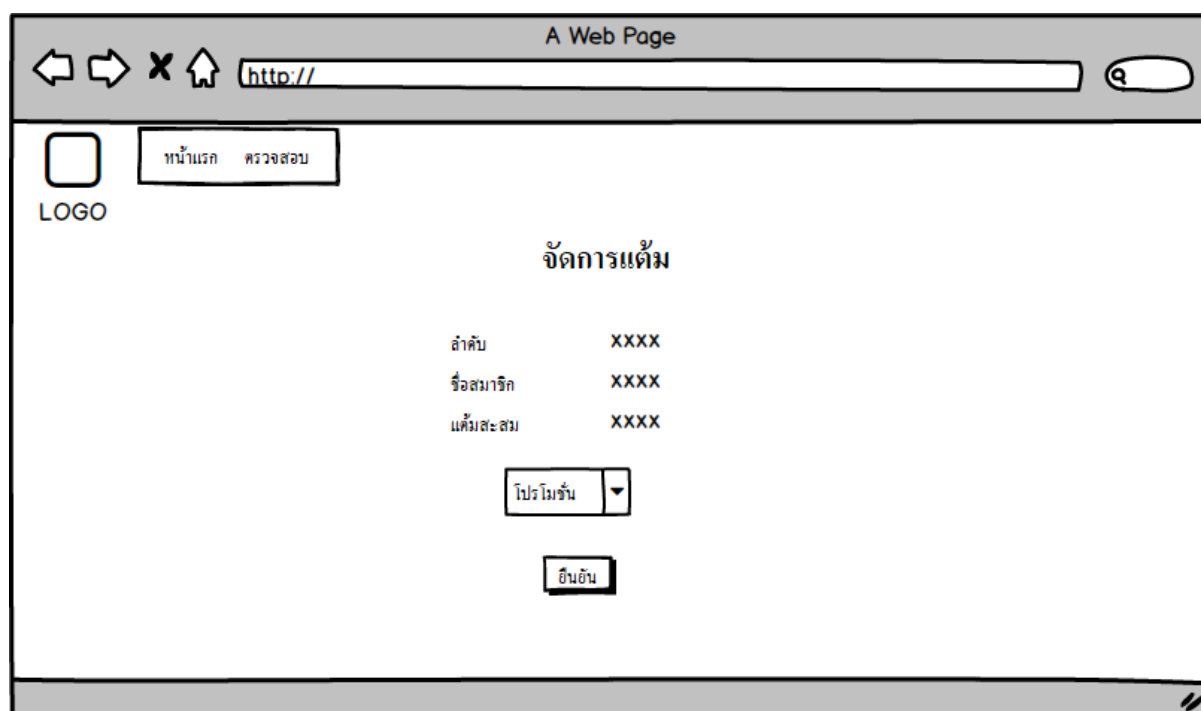 A Web Page
http://
หน้าแรก ตรวจสอบ
LOGO
จัดการแต้ม
ลำดับ XXXX
ชื่อสมาชิก XXXX
แต้มสะสม XXXX
โปรโมชั่น
ยืนยัน